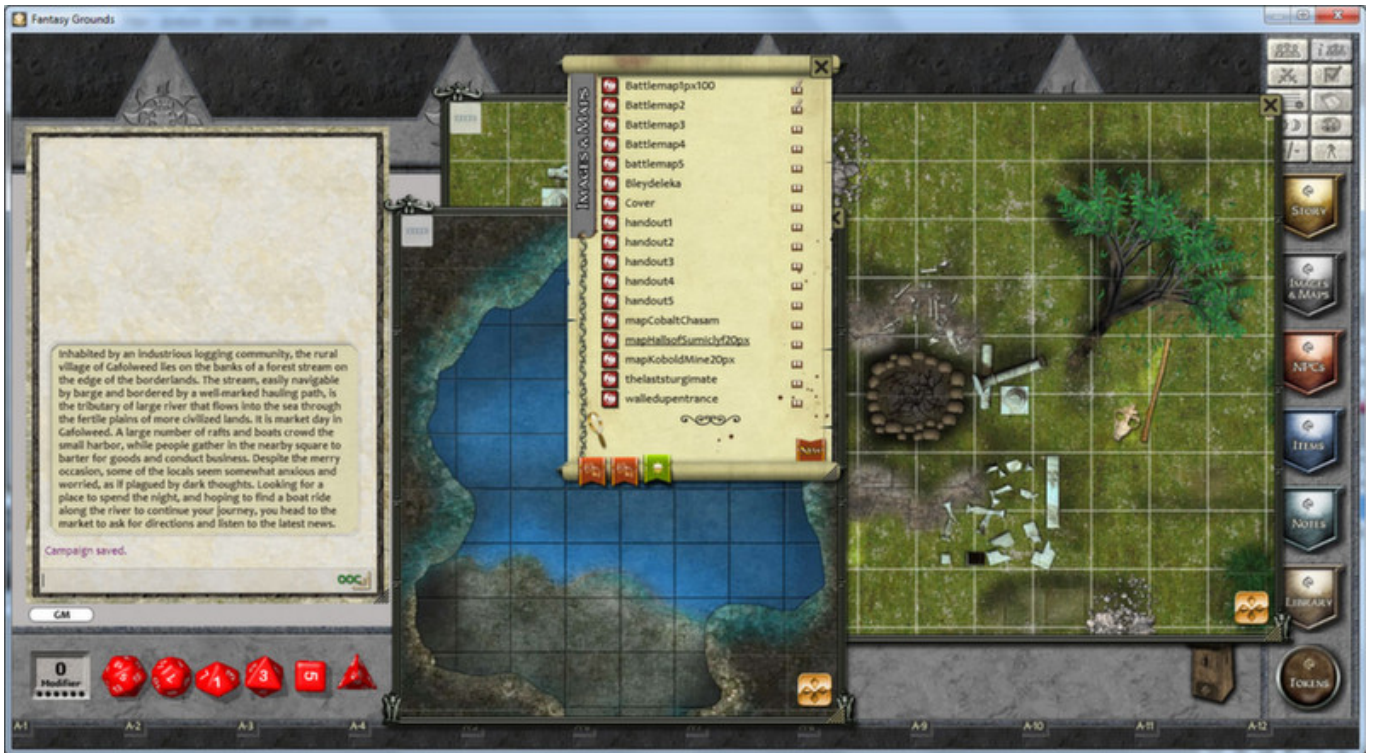 Fantasy Grounds
IMAGES & MAPS
Battlemap1px100
Battlemap2
Battlemap3
Battlemap4
battlemap5
Bleydeleka
Cover
handout1
handout2
handout3
handout4
handout5
mapCobaltChasam
mapHallsofSumiclyf20px
mapKoboldMine20px
thelaststurgimate
walledupentrance
NEW
Inhabited by an industrious logging community, the rural
village of Gafolweed lies on the banks of a forest stream on
the edge of the borderlands. The stream, easily navigable
by barge and bordered by a well-marked hauling path, is
the tributary of large river that flows into the sea through
the fertile plains of more civilized lands. It is market day in
Gafolweed. A large number of rafts and boats crowd the
small harbor, while people gather in the nearby square to
barter for goods and conduct business. Despite the merry
occasion, some of the locals seem somewhat anxious and
worried, as if plagued by dark thoughts. Looking for a
place to spend the night, and hoping to find a boat ride
along the river to continue your journey, you head to the
market to ask for directions and listen to the latest news.
Campaign saved.
OOC
GM
0
Modifier
3
5
STORY
IMAGES
& MAPS
NPCs
ITEMS
NOTES
LIBRARY
TOKENS
A-1
A-2
A-3
A-4
A-9
A-10
A-11
A-12